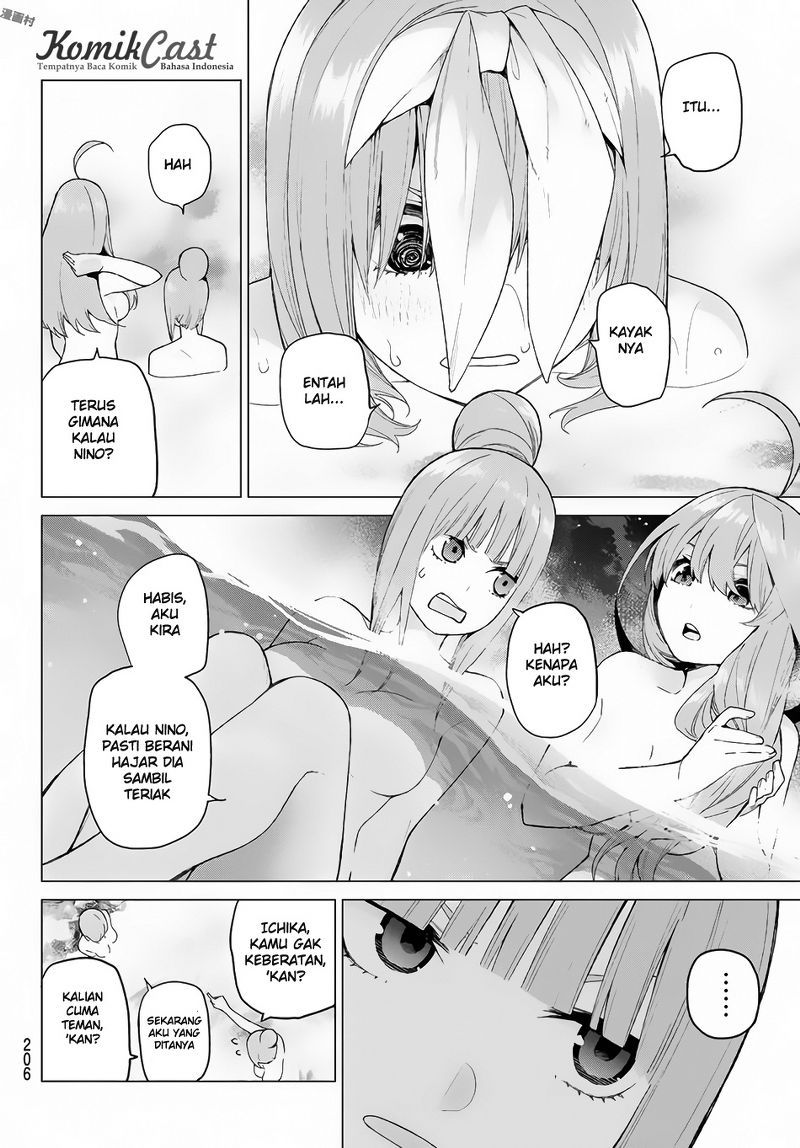 漫画村
KomikCast
Tempatnya Baca Komik Bahasa Indonesia
ITU...
KAYAK
NYA
ENTAH
LAH...
HAH
TERUS
GIMANA
KALAU
NINO?
HAH?
KENAPA
AKU?
HABIS,
AKU
KIRA
KALAU NINO,
PASTI BERANI
HAJAR DIA
SAMBIL
TERIAK
......
ICHIKA,
KAMU GAK
KEBERATAN,
'KAN?
SEKARANG
AKU YANG
DITANYA
KALIAN
CUMA
TEMAN,
'KAN?
206